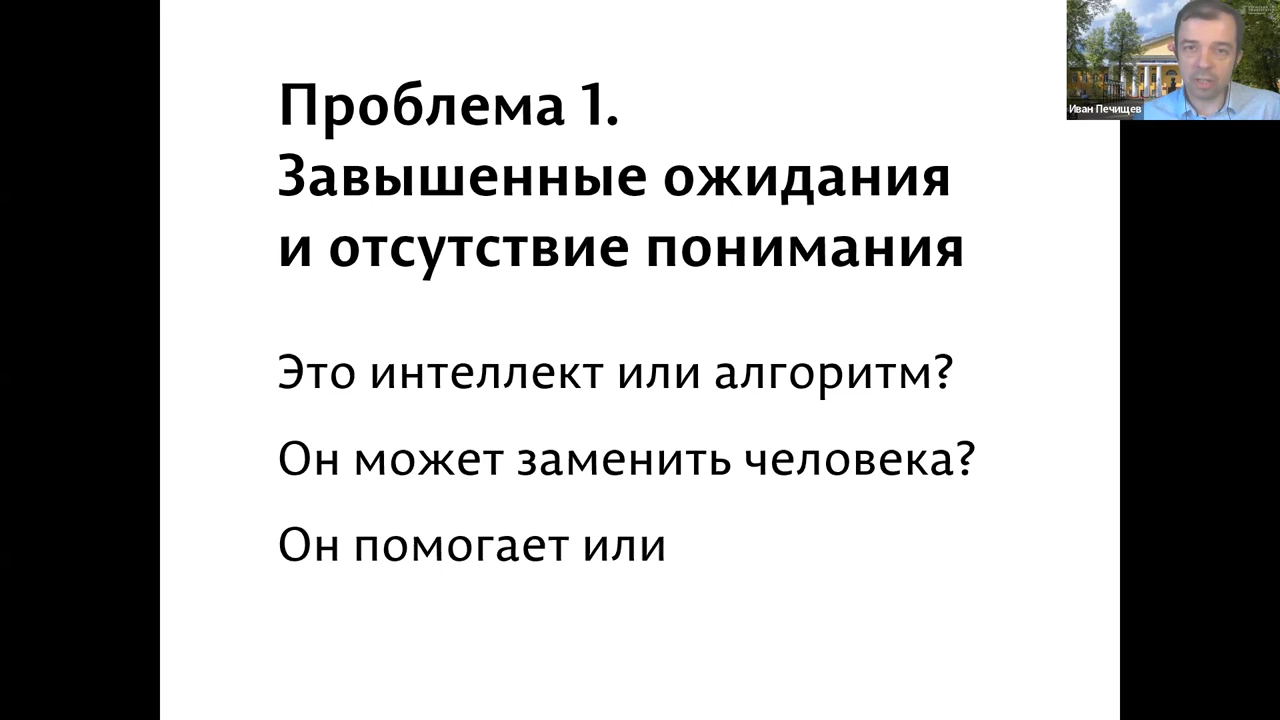 Проблема 1.
Завышенные ожидания
и отсутствие понимания
Это интеллект или алгоритм?
Он может заменить человека?
Он помогает или
Иван Печищев